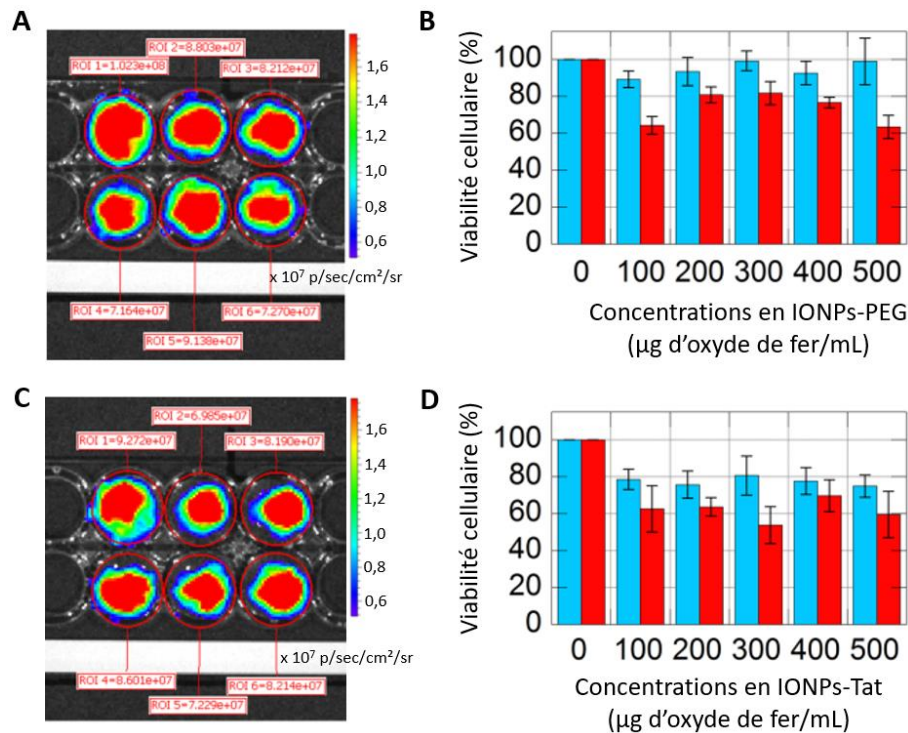 A
ROI 2=8.803e+07
ROI 1=1.023e+08
ROI 3=8.212e+07
1,6
1,4
1,2
1,0
0,8
0,6
x 10⁷ p/sec/cm²/sr
ROI 4=7.164e+07
ROI 6=7.270e+07
ROI 5=9.138e+07
B
Viabilité cellulaire (%)
100
80
60
40
20
0
0 100 200 300 400 500
Concentrations en IONPs-PEG
(µg d’oxyde de fer/mL)
C
ROI 2=6.985e+07
ROI 1=9.272e+07
ROI 3=8.190e+07
1,6
1,4
1,2
1,0
0,8
0,6
x 10⁷ p/sec/cm²/sr
ROI 4=8.601e+07
ROI 6=8.214e+07
ROI 5=7.229e+07
D
Viabilité cellulaire (%)
100
80
60
40
20
0
0 100 200 300 400 500
Concentrations en IONPs-Tat
(µg d’oxyde de fer/mL)